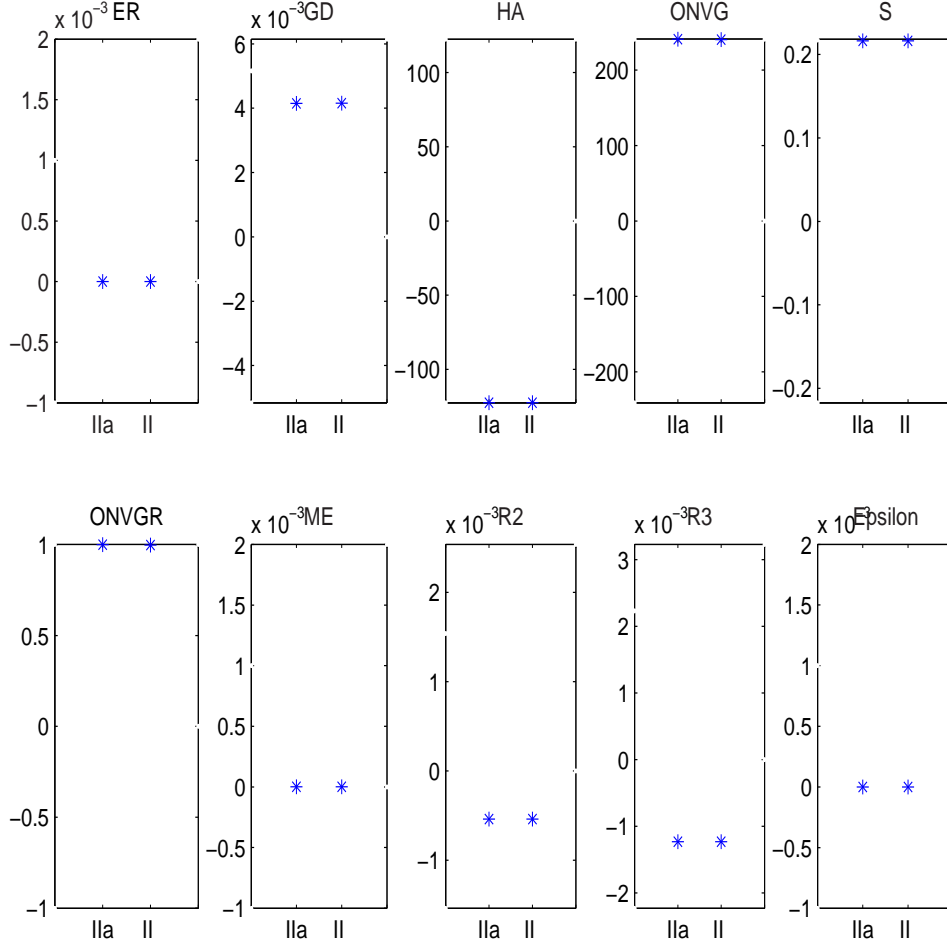 x 10⁻³ ER
2
1.5
1
0.5
0
−0.5
−1
IIa II
x 10⁻³ GD
6
4
2
0
−2
−4
IIa II
HA
100
50
0
−50
−100
IIa II
ONVG
200
100
0
−100
−200
IIa II
S
0.2
0.1
0
−0.1
−0.2
IIa II
ONVGR
1
0.5
0
−0.5
−1
IIa II
x 10⁻³ ME
2
1.5
1
0.5
0
−0.5
−1
IIa II
x 10⁻³ R2
2
1
0
−1
IIa II
x 10⁻³ R3
3
2
1
0
−1
−2
IIa II
x 10⁻³ Epsilon
2
1.5
1
0.5
0
−0.5
−1
IIa II